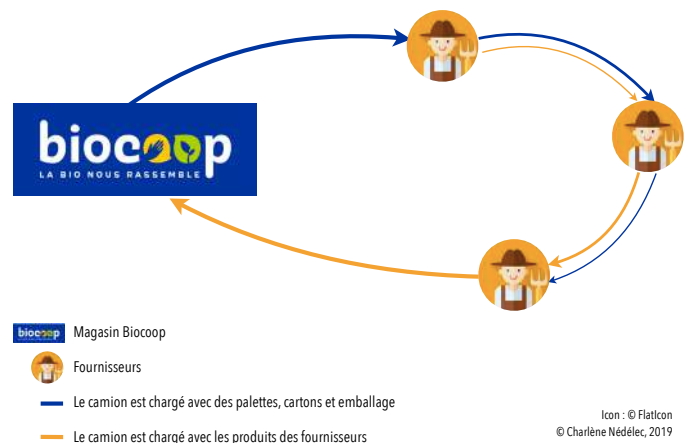 biocoop
LA BIO NOUS RASSEMBLE
biocoop Magasin Biocoop
Fournisseurs
Le camion est chargé avec des palettes, cartons et emballage
Le camion est chargé avec les produits des fournisseurs
Icon : © FlatIcon
© Charlène Nédélec, 2019